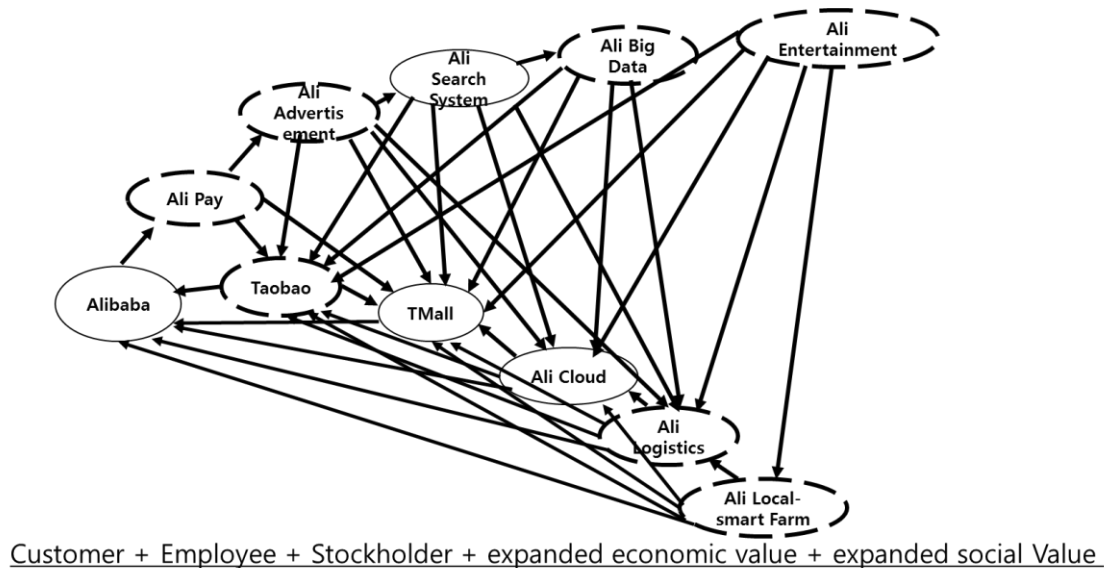 Ali
Entertainment
Ali Big
Data
Ali
Search
System
Ali
Advertis
ement
Ali Pay
Alibaba
Taobao
TMall
Ali Cloud
Ali
Logistics
Ali Local-
smart Farm
Customer + Employee + Stockholder + expanded economic value + expanded social Value